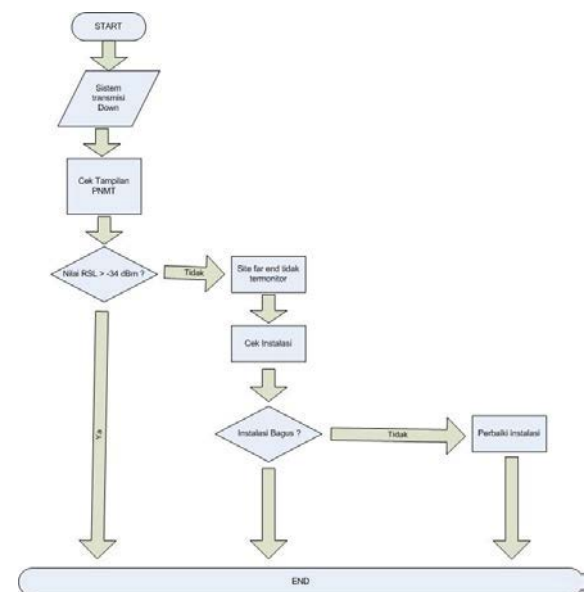 START
Sistem
transmisi
Down
Cek Tampilan
PNMT
Nilai RSL > -34 dBm ?
Tidak
Site far end tidak
termonitor
Cek Instalasi
Ya
Instalasi Bagus ?
Tidak
Perbaiki instalasi
END